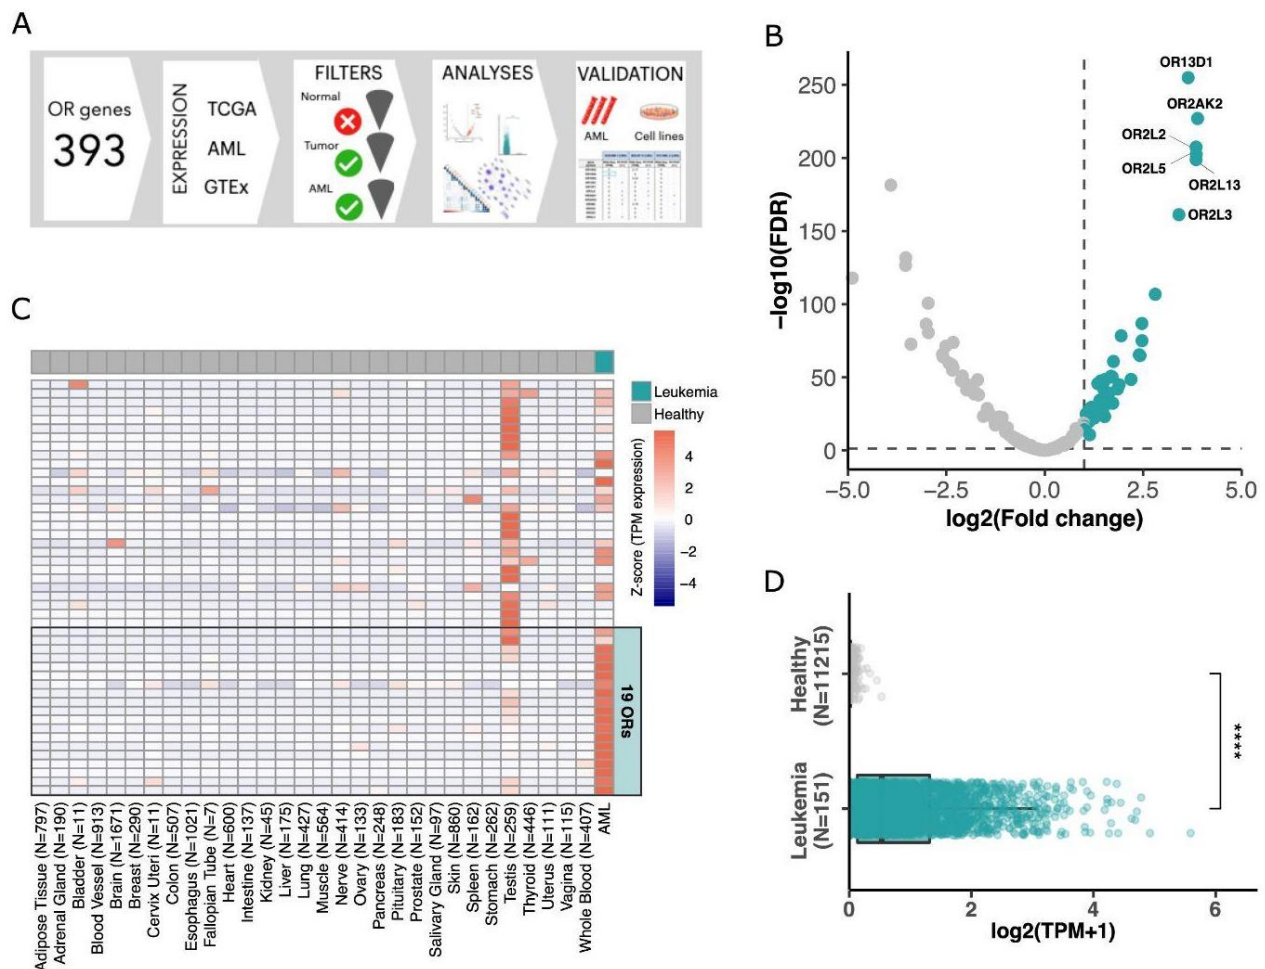 A
OR genes
393
EXPRESSION
TCGA
AML
GTEx
FILTERS
Normal
Tumor
AML
ANALYSES
VALIDATION
AML
Cell lines
B
−log10(FDR)
250
200
150
100
50
0
OR13D1
OR2AK2
OR2L2
OR2L5
OR2L13
OR2L3
−5.0
−2.5
0.0
2.5
5.0
log2(Fold change)
C
Leukemia
Healthy
Z-score (TPM expression)
4
2
0
−2
−4
19 ORs
Adipose Tissue (N=797)
Adrenal Gland (N=190)
Bladder (N=11)
Blood Vessel (N=913)
Brain (N=1671)
Breast (N=290)
Cervix Uteri (N=11)
Colon (N=507)
Esophagus (N=1021)
Fallopian Tube (N=7)
Heart (N=600)
Intestine (N=137)
Kidney (N=45)
Liver (N=175)
Lung (N=427)
Muscle (N=564)
Nerve (N=414)
Ovary (N=133)
Pancreas (N=248)
Pituitary (N=183)
Prostate (N=152)
Salivary Gland (N=97)
Skin (N=860)
Spleen (N=162)
Stomach (N=262)
Testis (N=259)
Thyroid (N=446)
Uterus (N=111)
Vagina (N=115)
Whole Blood (N=407)
AML
D
Healthy
(N=11215)
Leukemia
(N=151)
****
0
2
4
6
log2(TPM+1)